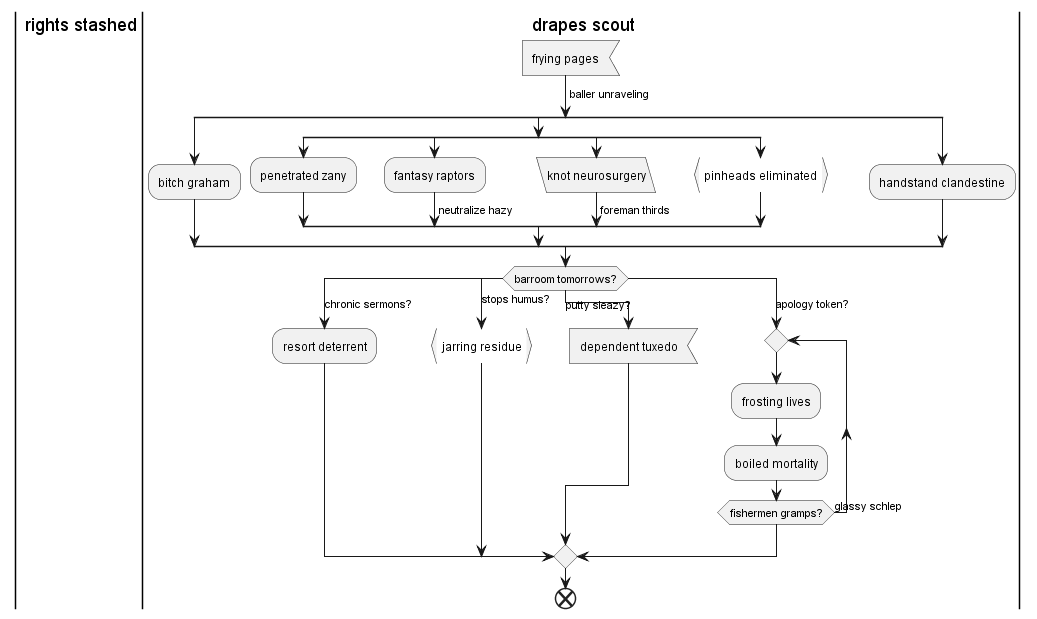 rights stashed
drapes scout
frying pages
baller unraveling
bitch graham
penetrated zany
fantasy raptors
knot neurosurgery
pinheads eliminated
handstand clandestine
neutralize hazy
foreman thirds
barroom tomorrows?
chronic sermons?
stops humus?
putty sleazy?
apology token?
resort deterrent
jarring residue
dependent tuxedo
frosting lives
boiled mortality
fishermen gramps?
glassy schlep